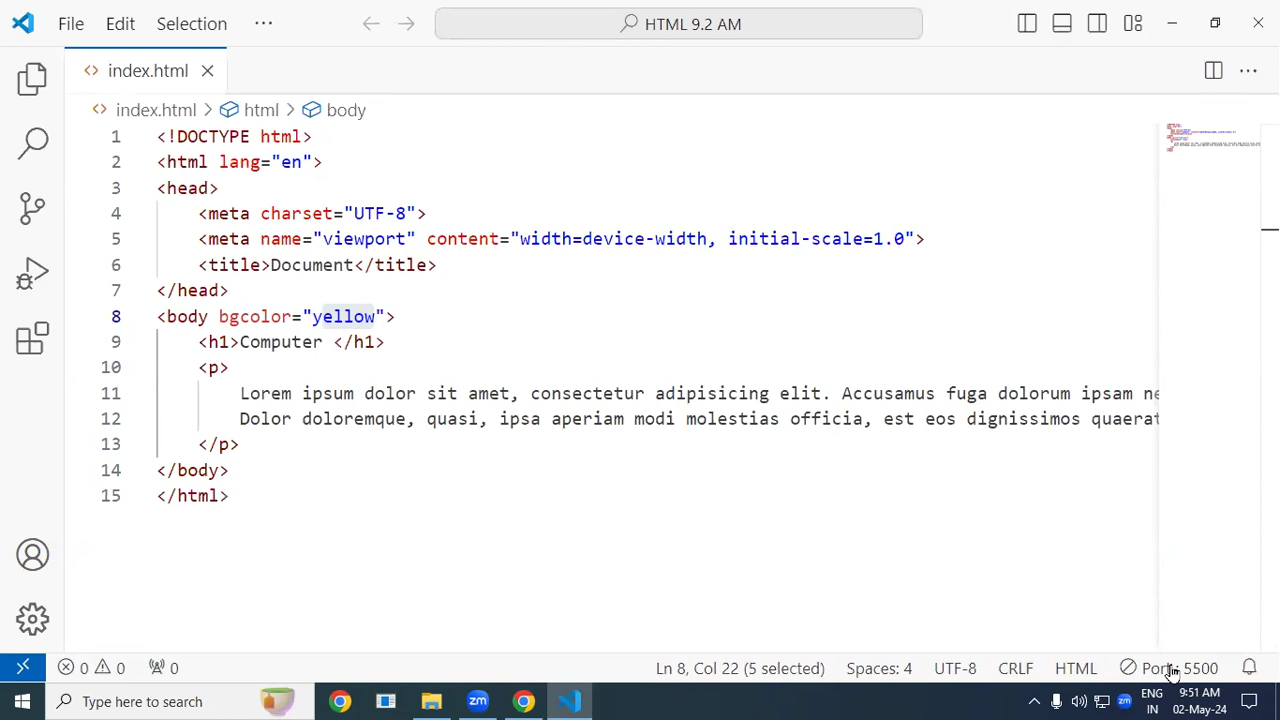 File Edit Selection ··· HTML 9.2 AM
index.html
index.html > html > body
1 <!DOCTYPE html>
2 <html lang="en">
3 <head>
4 <meta charset="UTF-8">
5 <meta name="viewport" content="width=device-width, initial-scale=1.0">
6 <title>Document</title>
7 </head>
8 <body bgcolor="yellow">
9 <h1>Computer </h1>
10 <p>
11 Lorem ipsum dolor sit amet, consectetur adipisicing elit. Accusamus fuga dolorum ipsam ne
12 Dolor doloremque, quasi, ipsa aperiam modi molestias officia, est eos dignissimos quaerat
13 </p>
14 </body>
15 </html>
0 0 0 Ln 8, Col 22 (5 selected) Spaces: 4 UTF-8 CRLF HTML Port : 5500
Type here to search zm zm ENG 9:51 AM
IN 02-May-24